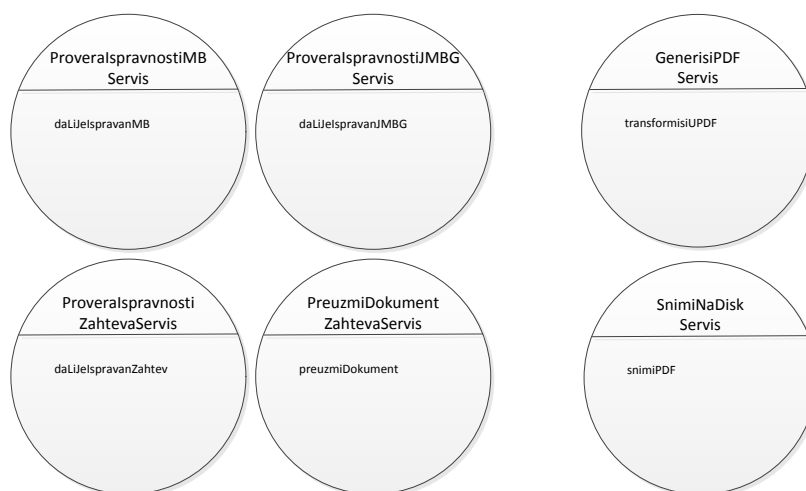 ProveraIspravnostiMB
Servis
daLiJeIspravanMB
ProveraIspravnostiJMBG
Servis
daLiJeIspravanJMBG
GenerisiPDF
Servis
transformisiUPDF
ProveraIspravnosti
ZahtevaServis
daLiJeIspravanZahtev
PreuzmiDokument
ZahtevaServis
preuzmiDokument
SnimiNaDisk
Servis
snimiPDF